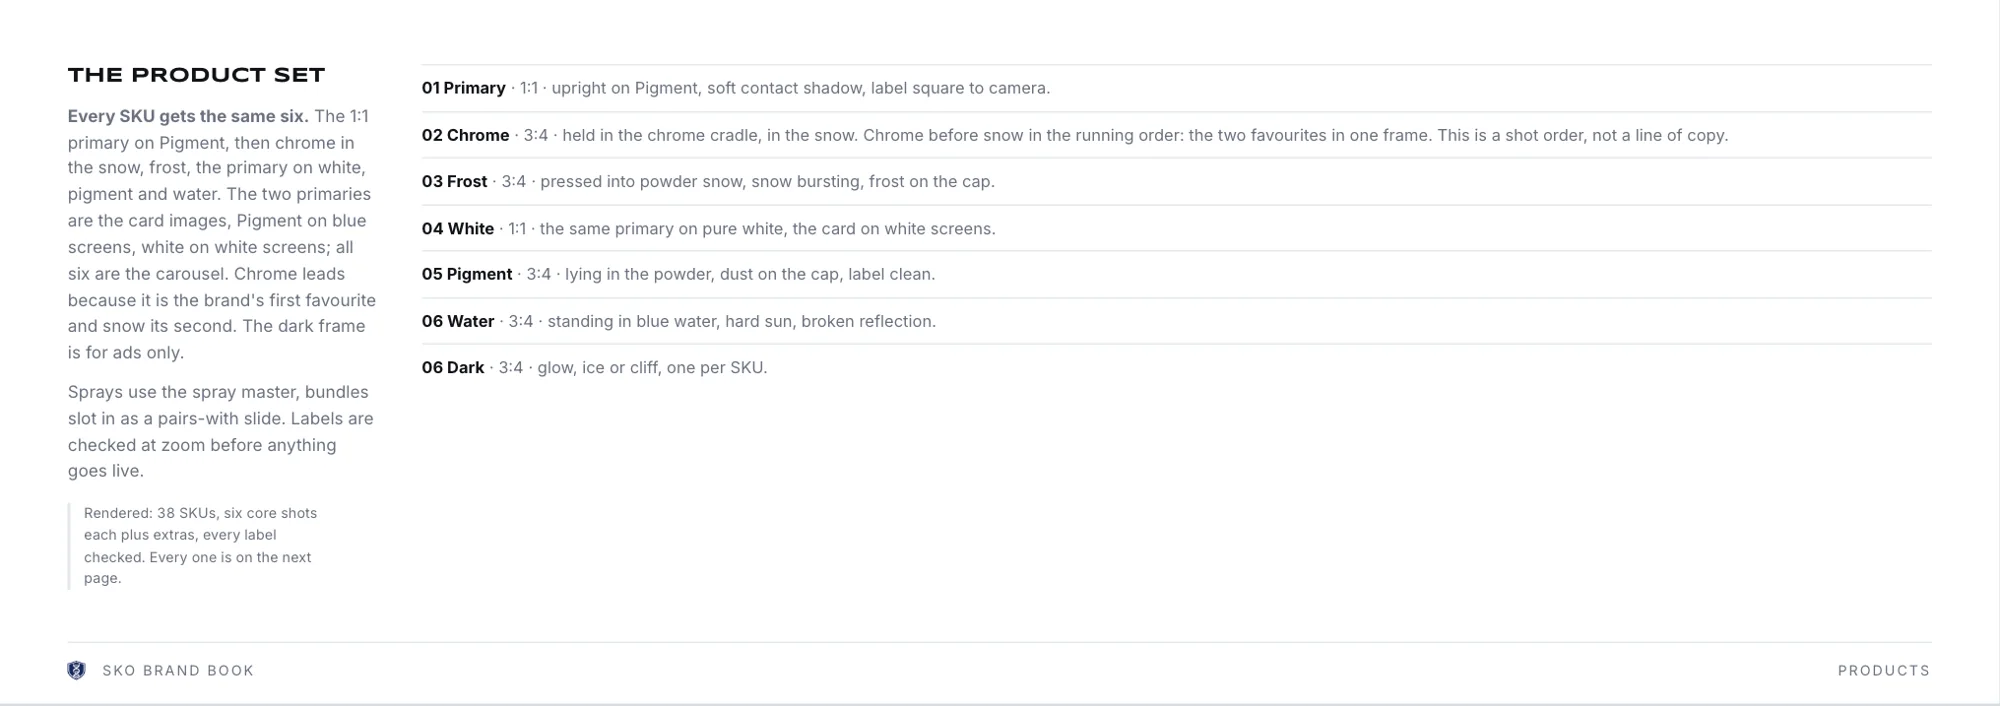 THE PRODUCT SET
Every SKU gets the same six. The 1:1
primary on Pigment, then chrome in
the snow, frost, the primary on white,
pigment and water. The two primaries
are the card images, Pigment on blue
screens, white on white screens; all
six are the carousel. Chrome leads
because it is the brand's first favourite
and snow its second. The dark frame
is for ads only.
Sprays use the spray master, bundles
slot in as a pairs-with slide. Labels are
checked at zoom before anything
goes live.
Rendered: 38 SKUs, six core shots
each plus extras, every label
checked. Every one is on the next
page.
01 Primary · 1:1 · upright on Pigment, soft contact shadow, label square to camera.
02 Chrome · 3:4 · held in the chrome cradle, in the snow. Chrome before snow in the running order: the two favourites in one frame. This is a shot order, not a line of copy.
03 Frost · 3:4 · pressed into powder snow, snow bursting, frost on the cap.
04 White · 1:1 · the same primary on pure white, the card on white screens.
05 Pigment · 3:4 · lying in the powder, dust on the cap, label clean.
06 Water · 3:4 · standing in blue water, hard sun, broken reflection.
06 Dark · 3:4 · glow, ice or cliff, one per SKU.
SKO BRAND BOOK
PRODUCTS